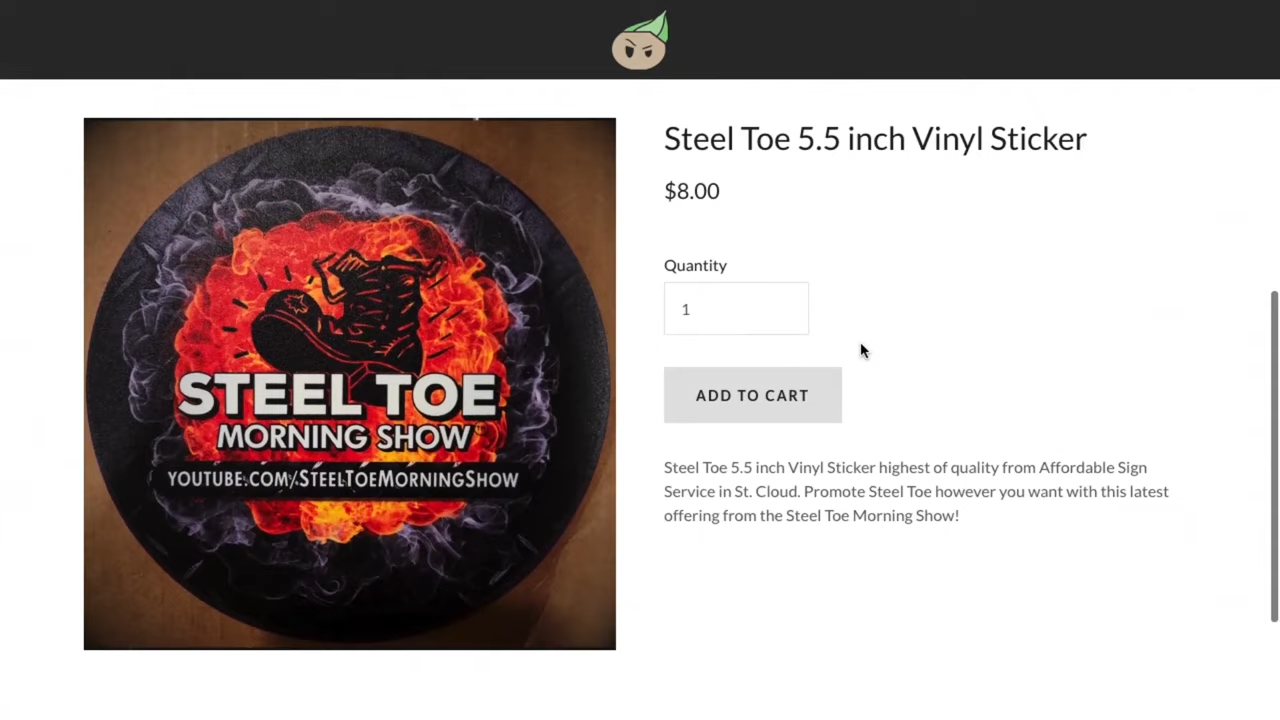 Steel Toe 5.5 inch Vinyl Sticker
$8.00
Quantity
1
ADD TO CART
Steel Toe 5.5 inch Vinyl Sticker highest of quality from Affordable Sign
Service in St. Cloud. Promote Steel Toe however you want with this latest
offering from the Steel Toe Morning Show!
STEEL TOE
MORNING SHOW
YOUTUBE.COM/STEELTOEMORNINGSHOW